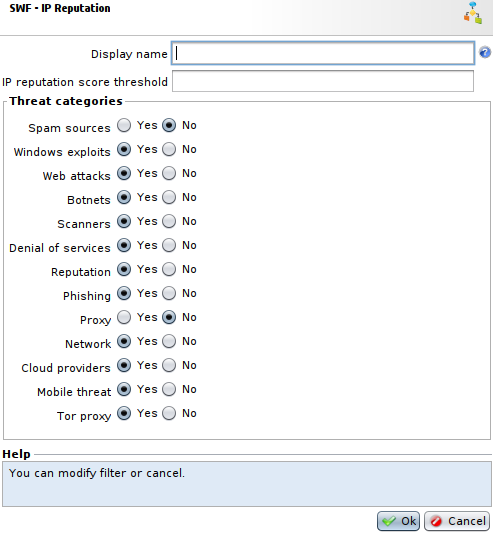 SWF - IP Reputation
Display name
IP reputation score threshold
Threat categories
Spam sources Yes No
Windows exploits Yes No
Web attacks Yes No
Botnets Yes No
Scanners Yes No
Denial of services Yes No
Reputation Yes No
Phishing Yes No
Proxy Yes No
Network Yes No
Cloud providers Yes No
Mobile threat Yes No
Tor proxy Yes No
Help
You can modify filter or cancel.
Ok Cancel